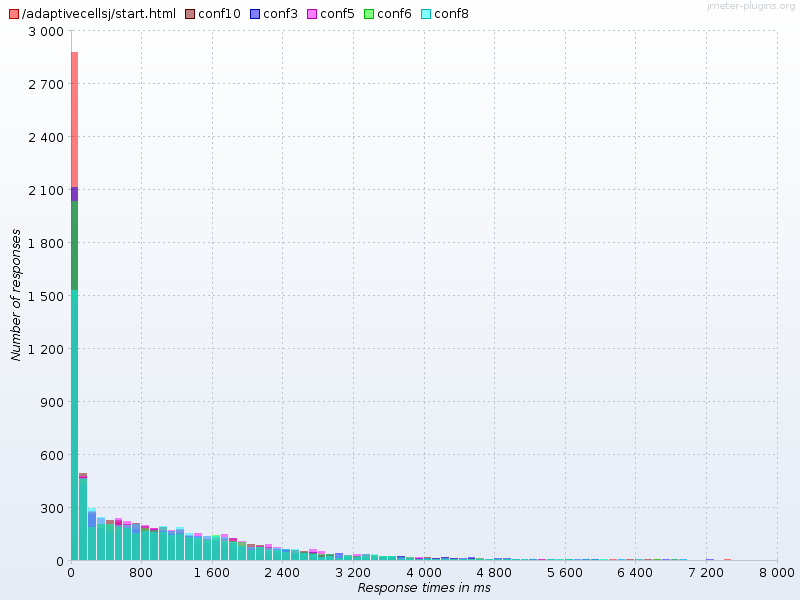 /adaptivecellsj/start.html conf10 conf3 conf5 conf6 conf8
jmeter-plugins.org
3 000
2 700
2 400
2 100
1 800
1 500
1 200
900
600
300
0
Number of responses
0 800 1 600 2 400 3 200 4 000 4 800 5 600 6 400 7 200 8 000
Response times in ms